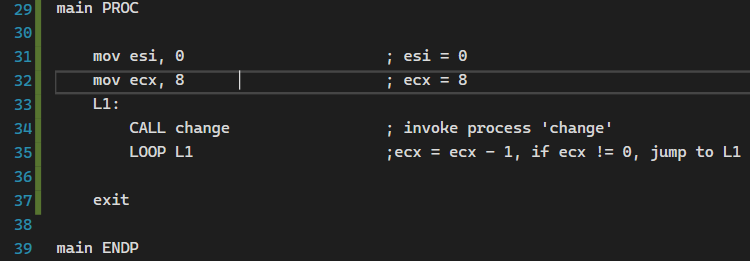 29 main PROC
30
31 mov esi, 0 ; esi = 0
32 mov ecx, 8 ; ecx = 8
33 L1:
34 CALL change ; invoke process 'change'
35 LOOP L1 ;ecx = ecx - 1, if ecx != 0, jump to L1
36
37 exit
38
39 main ENDP